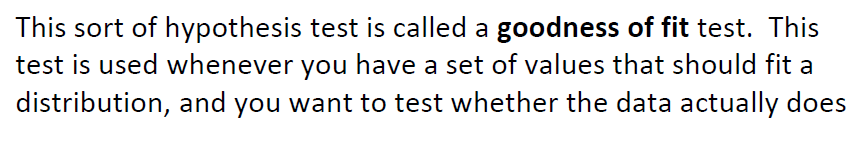 This sort of hypothesis test is called a goodness of fit test.  This
test is used whenever you have a set of values that should fit a
distribution, and you want to test whether the data actually does